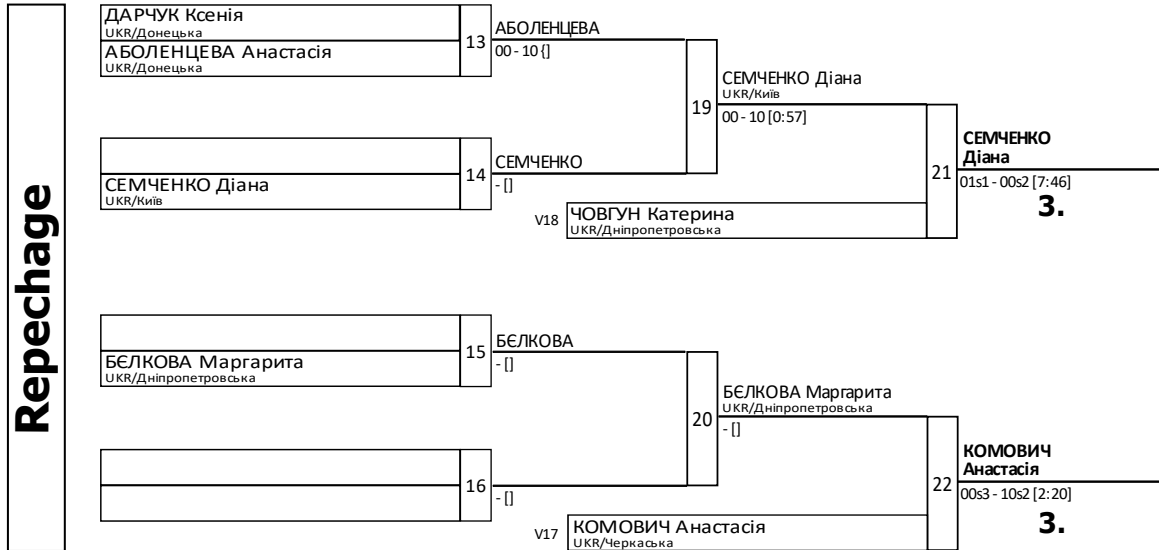 Repechage
ДАРЧУК Ксенія
UKR/Донецька
АБОЛЕНЦЕВА Анастасія
UKR/Донецька
13
АБОЛЕНЦЕВА
00 - 10 {]
СЕМЧЕНКО Діана
UKR/Київ
14
СЕМЧЕНКО
- []
19
СЕМЧЕНКО Діана
UKR/Київ
00 - 10 [0:57]
V18
ЧОВГУН Катерина
UKR/Дніпропетровська
21
СЕМЧЕНКО
Діана
01s1 - 00s2 [7:46]
3.
БЄЛКОВА Маргарита
UKR/Дніпропетровська
15
БЄЛКОВА
- []
16
- []
20
БЄЛКОВА Маргарита
UKR/Дніпропетровська
- []
V17
КОМОВИЧ Анастасія
UKR/Черкаська
22
КОМОВИЧ
Анастасія
00s3 - 10s2 [2:20]
3.